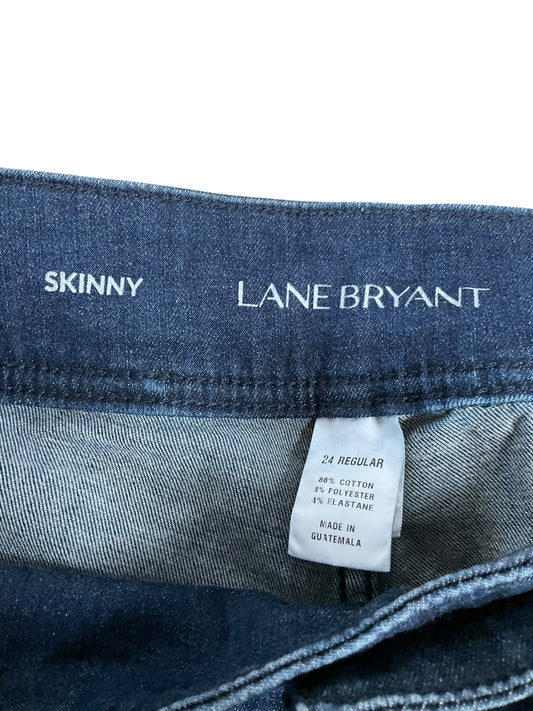 SKINNY
LANE BRYANT
24 REGULAR
88% COTTON
8% POLYESTER
4% ELASTANE
MADE IN
GUATEMALA